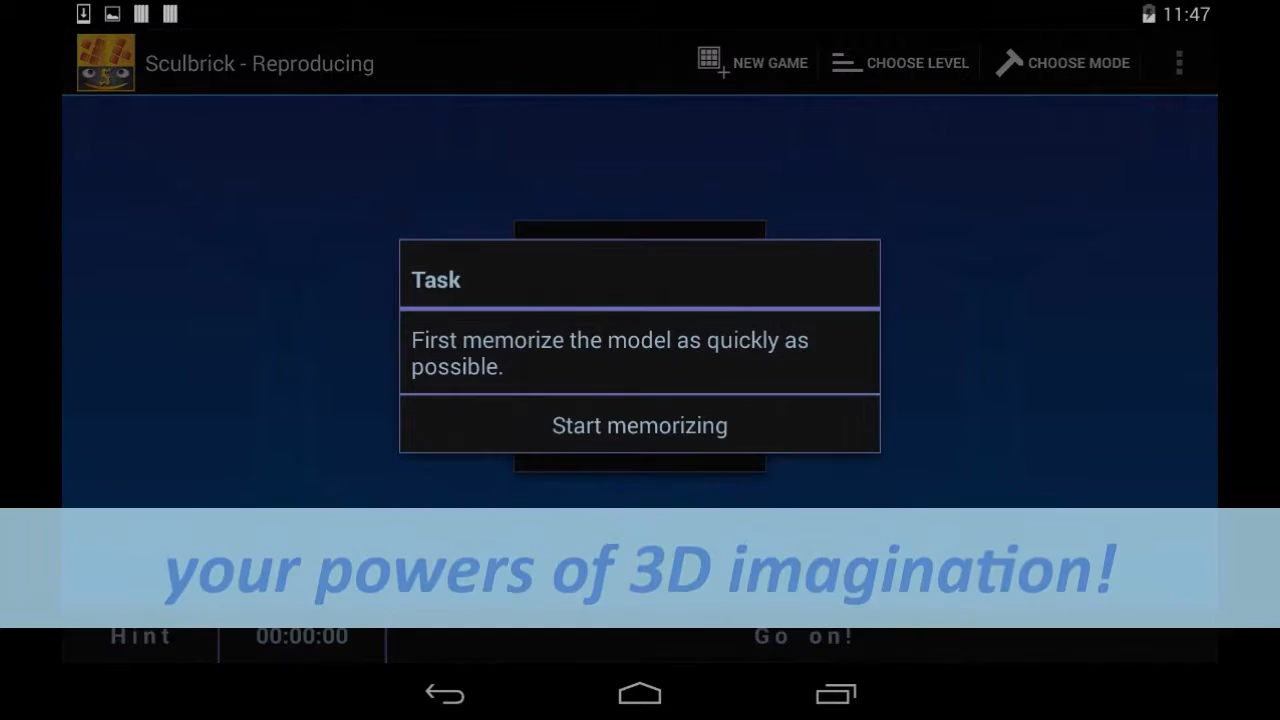 11:47
Sculbrick - Reproducing
NEW GAME
CHOOSE LEVEL
CHOOSE MODE
Task
First memorize the model as quickly as
possible.
Start memorizing
your powers of 3D imagination!
Hint
00:00:00
Go on!